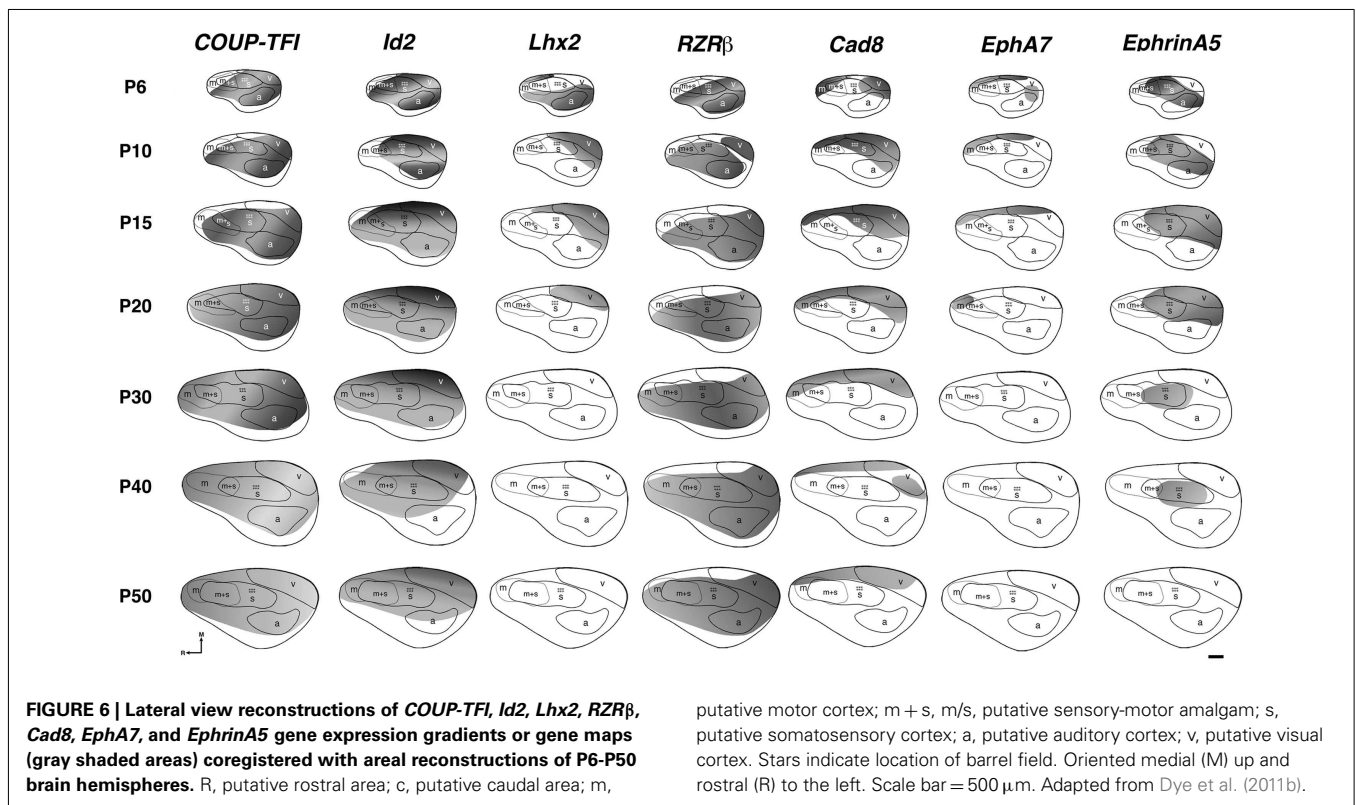 COUP-TFI Id2 Lhx2 RZRβ Cad8 EphA7 EphrinA5
P6 m m+s s v a m m+s s v a m m+s s v a m m+s s v a m m+s s v a m m+s s v a m m+s s v a
P10 m m+s s v a m m+s s v a m m+s s v a m m+s s v a m m+s s v a m m+s s v a m m+s s v a
P15 m m+s s v a m m+s s v a m m+s s v a m m+s s v a m m+s s v a m m+s s v a m m+s s v a
P20 m m+s s v a m m+s s v a m m+s s v a m m+s s v a m m+s s v a m m+s s v a m m+s s v a
P30 m m+s s v a m m+s s v a m m+s s v a m m+s s v a m m+s s v a m m+s s v a m m+s s v a
P40 m m+s s v a m m+s s v a m m+s s v a m m+s s v a m m+s s v a m m+s s v a m m+s s v a
P50 m m+s s v a m m+s s v a m m+s s v a m m+s s v a m m+s s v a m m+s s v a m m+s s v a
M
R
FIGURE 6 | Lateral view reconstructions of COUP-TFI, Id2, Lhx2, RZRβ,
Cad8, EphA7, and EphrinA5 gene expression gradients or gene maps
(gray shaded areas) coregistered with areal reconstructions of P6-P50
brain hemispheres. R, putative rostral area; c, putative caudal area; m,
putative motor cortex; m + s, m/s, putative sensory-motor amalgam; s,
putative somatosensory cortex; a, putative auditory cortex; v, putative visual
cortex. Stars indicate location of barrel field. Oriented medial (M) up and
rostral (R) to the left. Scale bar = 500 μm. Adapted from Dye et al. (2011b).